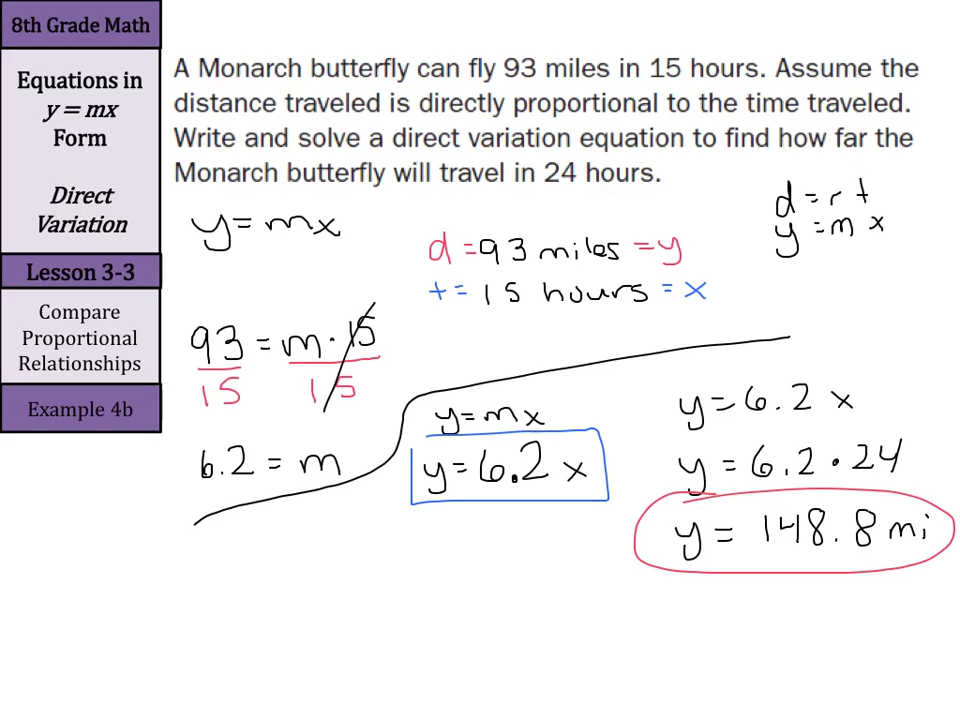 8th Grade Math
Equations in
y = mx
Form
Direct
Variation
Lesson 3-3
Compare
Proportional
Relationships
Example 4b
A Monarch butterfly can fly 93 miles in 15 hours. Assume the
distance traveled is directly proportional to the time traveled.
Write and solve a direct variation equation to find how far the
Monarch butterfly will travel in 24 hours.
y = mx
d = 93 miles = y
t = 15 hours = x
d = r t
y = m x
93 = m · 15
15 15
6.2 = m
y = mx
y = 6.2 x
y = 6.2 x
y = 6.2 · 24
y = 148.8 mi